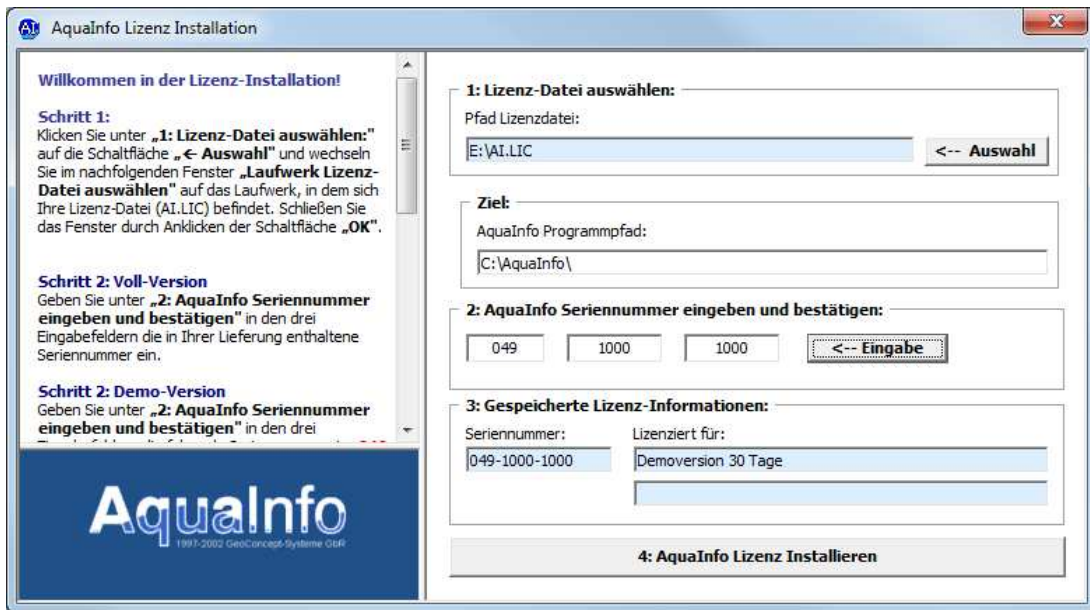 AquaInfo Lizenz Installation
Willkommen in der Lizenz-Installation!
Schritt 1:
Klicken Sie unter „1: Lizenz-Datei auswählen:"
auf die Schaltfläche „← Auswahl" und wechseln
Sie im nachfolgenden Fenster „Laufwerk Lizenz-
Datei auswählen" auf das Laufwerk, in dem sich
Ihre Lizenz-Datei (AI.LIC) befindet. Schließen Sie
das Fenster durch Anklicken der Schaltfläche „OK".
Schritt 2: Voll-Version
Geben Sie unter „2: AquaInfo Seriennummer
eingeben und bestätigen" in den drei
Eingabefeldern die in Ihrer Lieferung enthaltene
Seriennummer ein.
Schritt 2: Demo-Version
Geben Sie unter „2: AquaInfo Seriennummer
eingeben und bestätigen" in den drei
AquaInfo
1997-2002 GeoConcept-Systeme GbR
1: Lizenz-Datei auswählen:
Pfad Lizenzdatei:
E:\AI.LIC
<-- Auswahl
Ziel:
AquaInfo Programmpfad:
C:\AquaInfo\
2: AquaInfo Seriennummer eingeben und bestätigen:
049 1000 1000 <-- Eingabe
3: Gespeicherte Lizenz-Informationen:
Seriennummer: Lizenziert für:
049-1000-1000 Demoversion 30 Tage
4: AquaInfo Lizenz Installieren